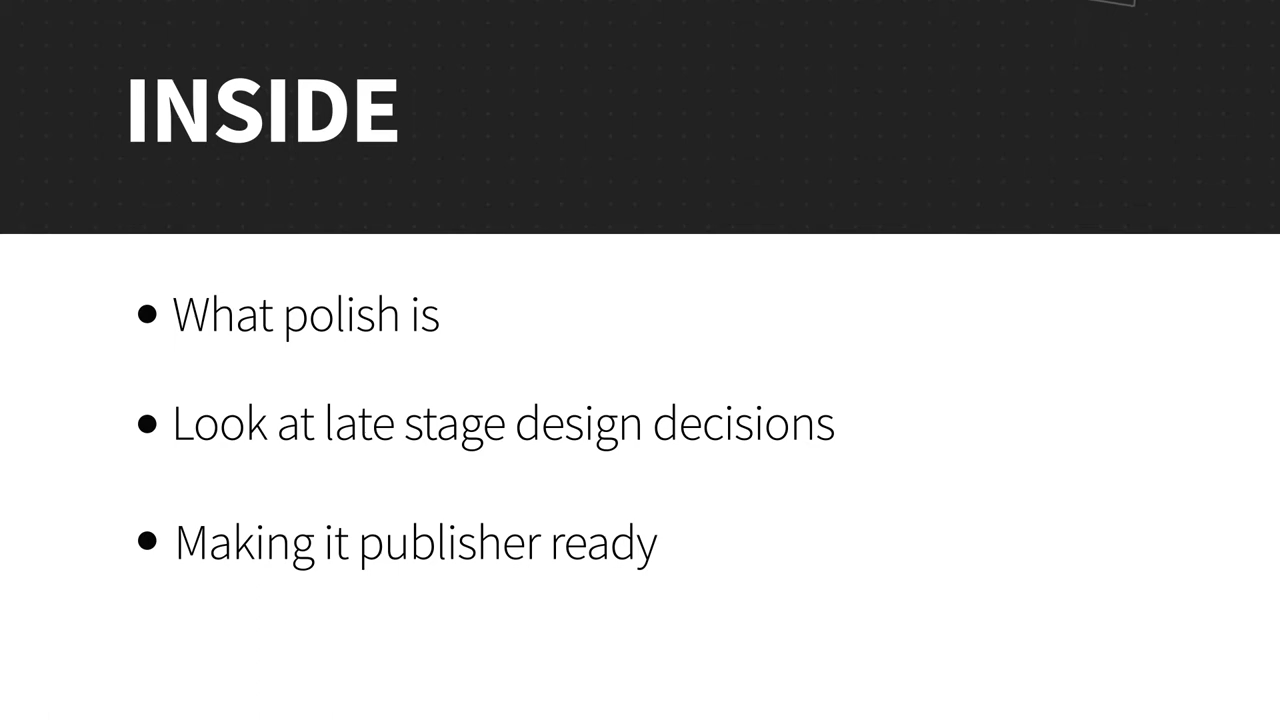 INSIDE
• What polish is
• Look at late stage design decisions
• Making it publisher ready